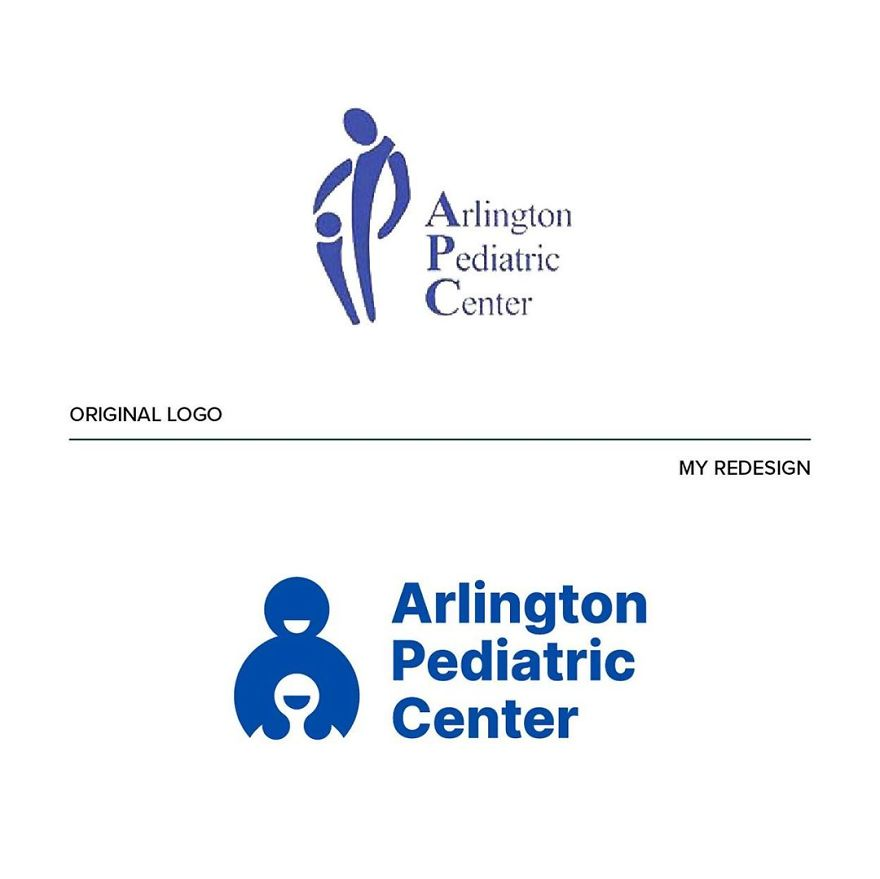 Arlington
Pediatric
Center
ORIGINAL LOGO
MY REDESIGN
Arlington
Pediatric
Center